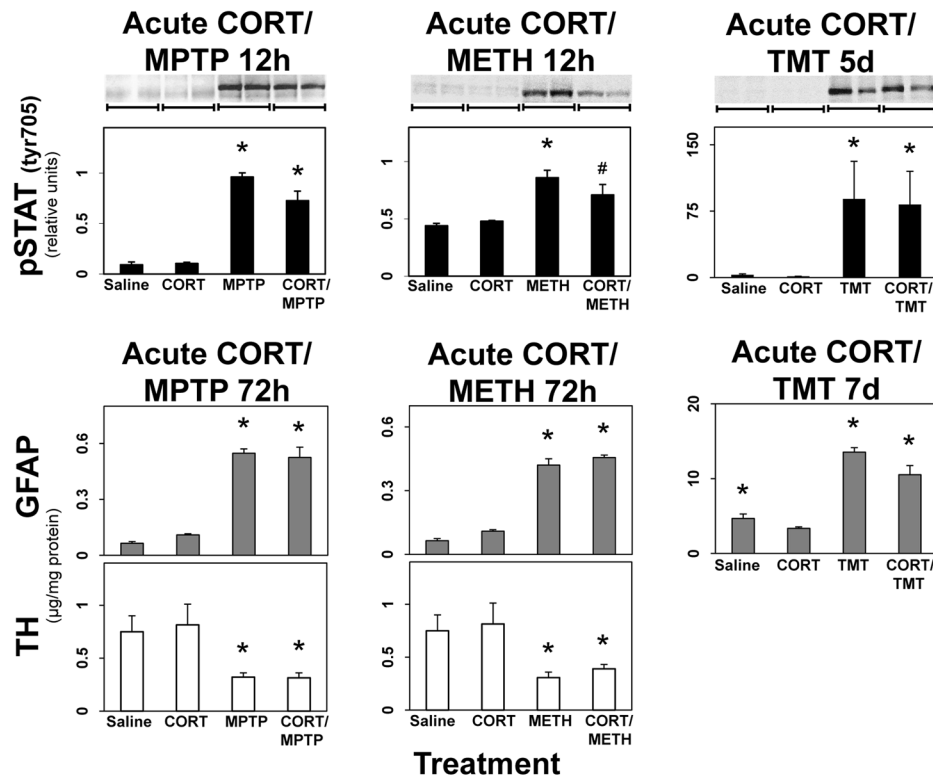 Acute CORT/
MPTP 12h
Acute CORT/
METH 12h
Acute CORT/
TMT 5d
pSTAT (tyr705)
(relative units)
1
0.5
0
*
*
Saline CORT MPTP CORT/
MPTP
1
0.5
0
*
#
Saline CORT METH CORT/
METH
150
75
0
*
*
Saline CORT TMT CORT/
TMT
Acute CORT/
MPTP 72h
Acute CORT/
METH 72h
Acute CORT/
TMT 7d
GFAP
(µg/mg protein)
0.6
0.3
0
*
*
0.6
0.3
0
*
*
20
10
0
*
*
*
Saline CORT TMT CORT/
TMT
TH
1
0.5
0
*
*
Saline CORT MPTP CORT/
MPTP
1
0.5
0
*
*
Saline CORT METH CORT/
METH
Treatment